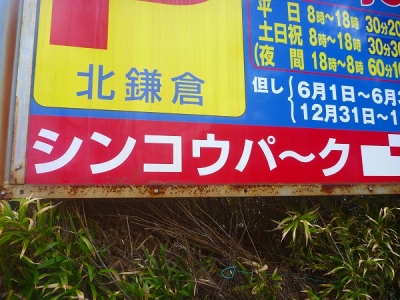 平日 8時〜18時 30分20
土日祝 8時〜18時 30分3
(夜間 18時〜8時 60分1
但し{6月1日〜6月3
12月31日〜1
北鎌倉
シンコウパ〜ク